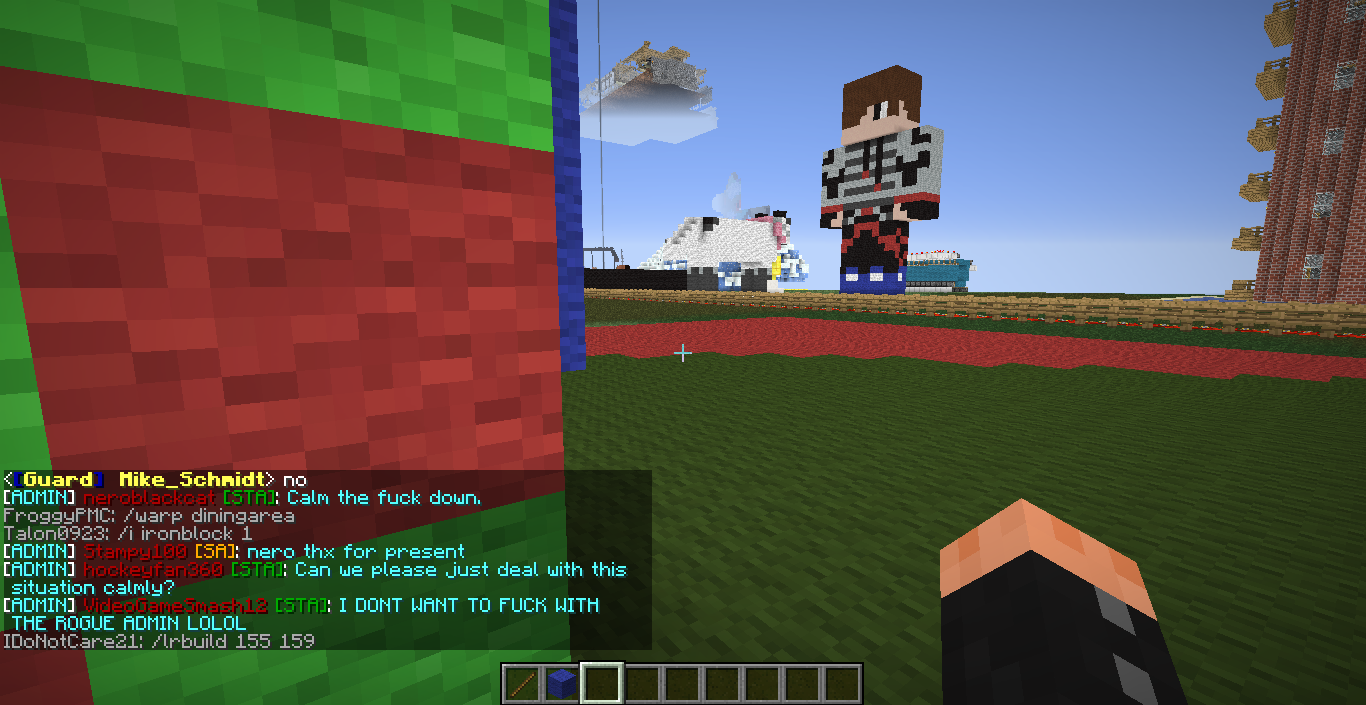 <[Guard] Mike_Schmidt> no
[ADMIN] neroblackcat [STA]: Calm the fuck down.
FroggyPMC: /warp diningarea
Talon0923: /i ironblock 1
[ADMIN] Stampy100 [SA]: nero thx for present
[ADMIN] hockeyfan360 [STA]: Can we please just deal with this
situation calmly?
[ADMIN] VideoGameSmash12 [STA]: I DONT WANT TO FUCK WITH
THE ROGUE ADMIN LOLOL
IDoNotCare21: /lrbuild 155 159